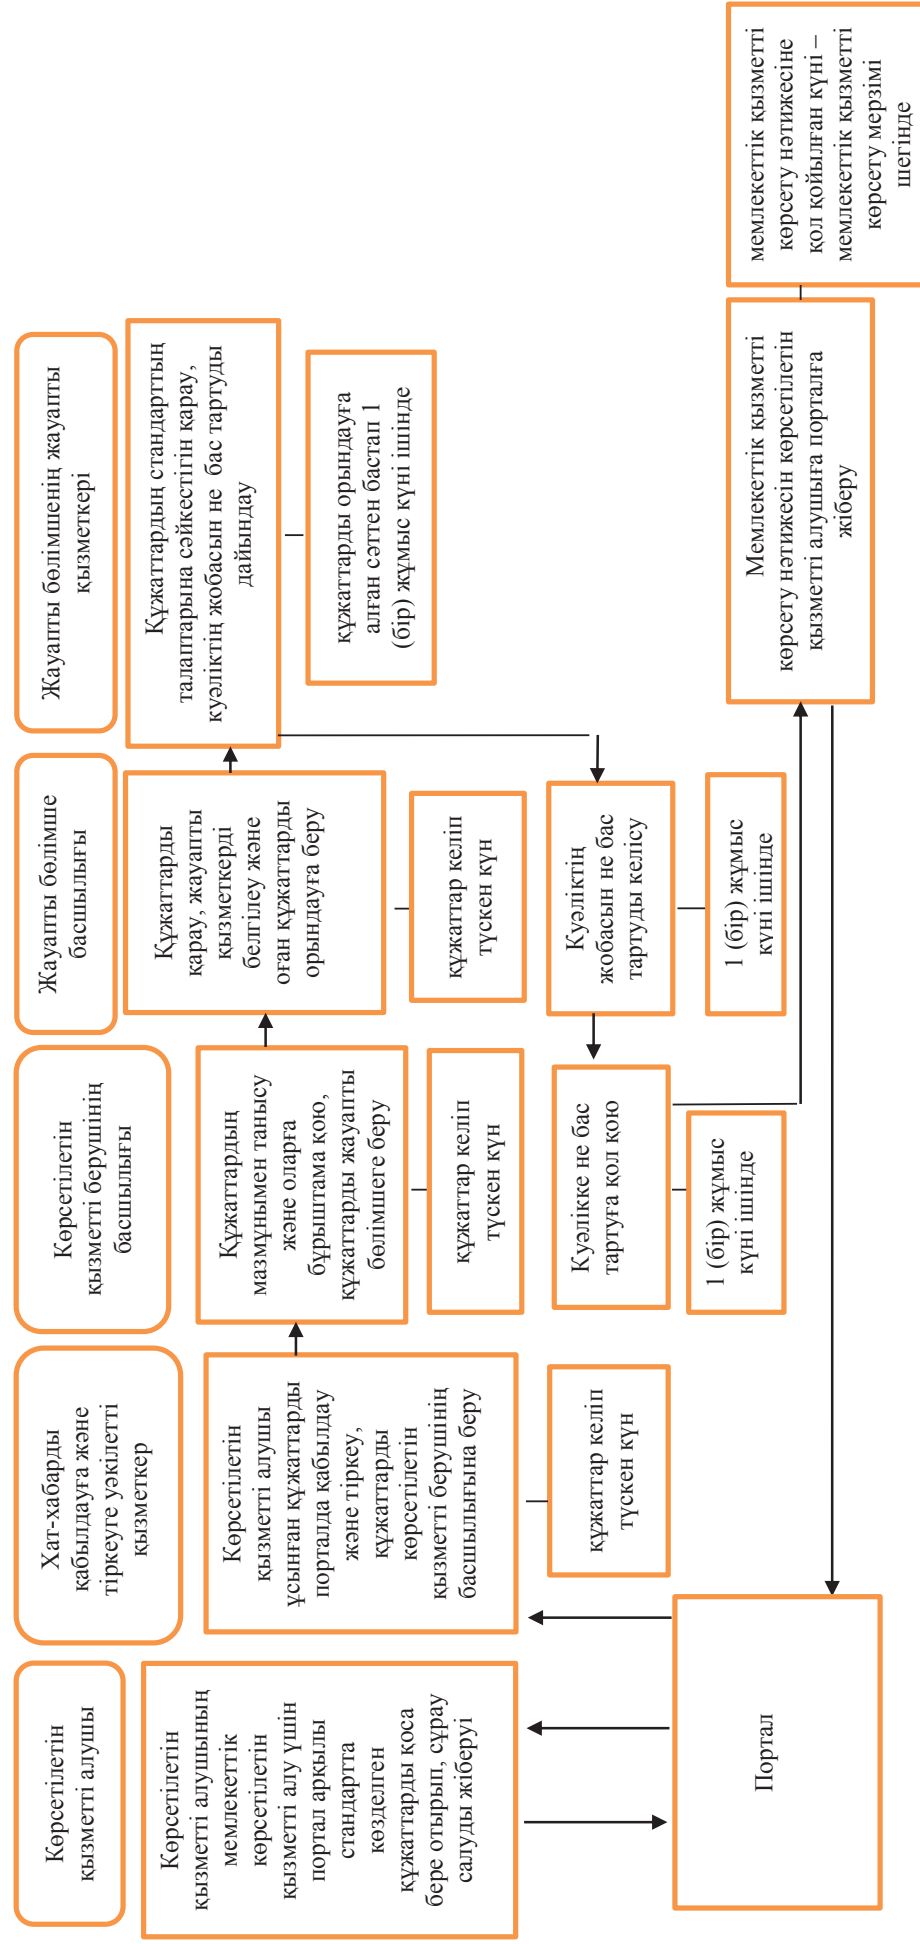 Көрсетілетін
қызметті алушы
Хат-хабарды
қабылдауға және
тіркеуге уәкілетті
қызметкер
Көрсетілетін
қызметті берушінің
басшылығы
Жауапты бөлімше
басшылығы
Жауапты бөлімшенің жауапты
қызметкері
Көрсетілетін
қызметті алушының
мемлекеттік
көрсетілетін
қызметті алу үшін
портал арқылы
стандарта
көзделген
құжаттарды қоса
бере отырып, сұрау
салуды жіберуі
Көрсетілетін
қызметті алушы
ұсынған құжаттарды
порталда қабылдау
және тіркеу,
құжаттарды
көрсетілетін
қызметті берушінің
басшылығына беру
Құжаттардың
мазмұнымен танысу
және оларға
бұрыштама қою,
құжаттарды жауапты
бөлімшеге беру
Құжаттарды
қарау, жауапты
қызметкерді
белгілеу және
оған құжаттарды
орындауға беру
Құжаттардың стандарттың
талаптарына сәйкестігін қарау,
куәліктің жобасын не бас тартуды
дайындау
құжаттар келіп
түскен күн
құжаттар келіп
түскен күн
құжаттар келіп
түскен күн
құжаттарды орындауға
алған сәттен бастап 1
(бір) жұмыс күні ішінде
Куәлікке не бас
тартуға қол қою
Куәліктің
жобасын не бас
тартуды келісу
1 (бір) жұмыс
күні ішінде
1 (бір) жұмыс
күні ішінде
Портал
Мемлекеттік қызметті
көрсету нәтижесін көрсетілетін
қызметті алушыға порталға
жіберу
мемлекеттік қызметті
көрсету нәтижесіне
қол қойылған күні –
мемлекеттік қызметті
көрсету мерзімі
шегінде